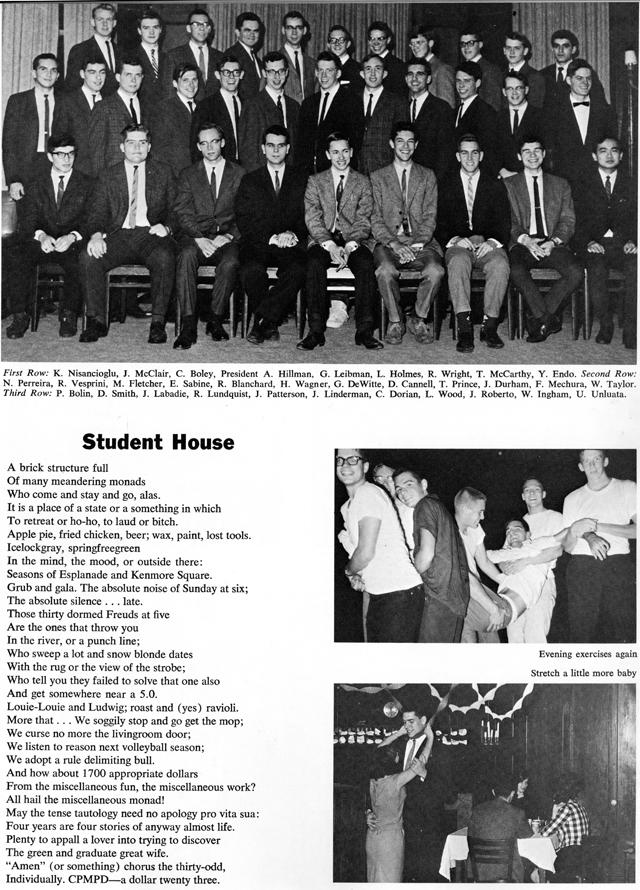 First Row: K. Nisancioglu, J. McClair, C. Boley, President A. Hillman, G. Leibman, L. Holmes, R. Wright, T. McCarthy, Y. Endo. Second Row:
N. Perreira, R. Vesprini, M. Fletcher, E. Sabine, R. Blanchard, H. Wagner, G. DeWitte, D. Cannell, T. Prince, J. Durham, F. Mechura, W. Taylor.
Third Row: P. Bolin, D. Smith, J. Labadie, R. Lundquist, J. Patterson, J. Linderman, C. Dorian, L. Wood, J. Roberto, W. Ingham, U. Unluata.
Student House
A brick structure full
Of many meandering monads
Who come and stay and go, alas.
It is a place of a state or a something in which
To retreat or ho-ho, to laud or bitch.
Apple pie, fried chicken, beer; wax, paint, lost tools.
Icelockgray, springfreegreen
In the mind, the mood, or outside there:
Seasons of Esplanade and Kenmore Square.
Grub and gala. The absolute noise of Sunday at six;
The absolute silence . . . late.
Those thirty dormed Freuds at five
Are the ones that throw you
In the river, or a punch line;
Who sweep a lot and snow blonde dates
With the rug or the view of the strobe;
Who tell you they failed to solve that one also
And get somewhere near a 5.0.
Louie-Louie and Ludwig; roast and (yes) ravioli.
More that . . . We soggily stop and go get the mop;
We curse no more the livingroom door;
We listen to reason next volleyball season;
We adopt a rule delimiting bull.
And how about 1700 appropriate dollars
From the miscellaneous fun, the miscellaneous work?
All hail the miscellaneous monad!
May the tense tautology need no apology pro vita sua:
Four years are four stories of anyway almost life.
Plenty to appall a lover into trying to discover
The green and graduate great wife.
"Amen" (or something) chorus the thirty-odd,
Individually. CPMPD—a dollar twenty three.
Evening exercises again
Stretch a little more baby